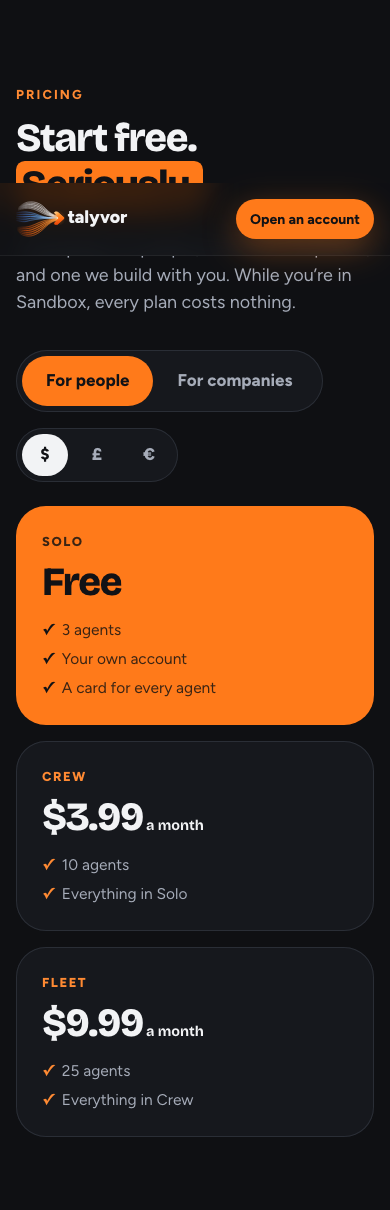 PRICING
Start free.
Seriously.
talyvor
Open an account
and one we build with you. While you're in
Sandbox, every plan costs nothing.
For people
For companies
$
£
€
SOLO
Free
✓ 3 agents
✓ Your own account
✓ A card for every agent
CREW
$3.99 a month
✓ 10 agents
✓ Everything in Solo
FLEET
$9.99 a month
✓ 25 agents
✓ Everything in Crew